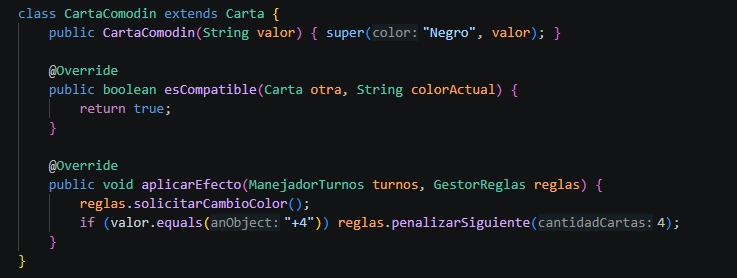 class CartaComodin extends Carta {
    public CartaComodin(String valor) { super(color: "Negro", valor); }

    @Override
    public boolean esCompatible(Carta otra, String colorActual) {
        return true;
    }

    @Override
    public void aplicarEfecto(ManejadorTurnos turnos, GestorReglas reglas) {
        reglas.solicitarCambioColor();
        if (valor.equals(anObject: "+4")) reglas.penalizarSiguiente(cantidadCartas: 4);
    }
}